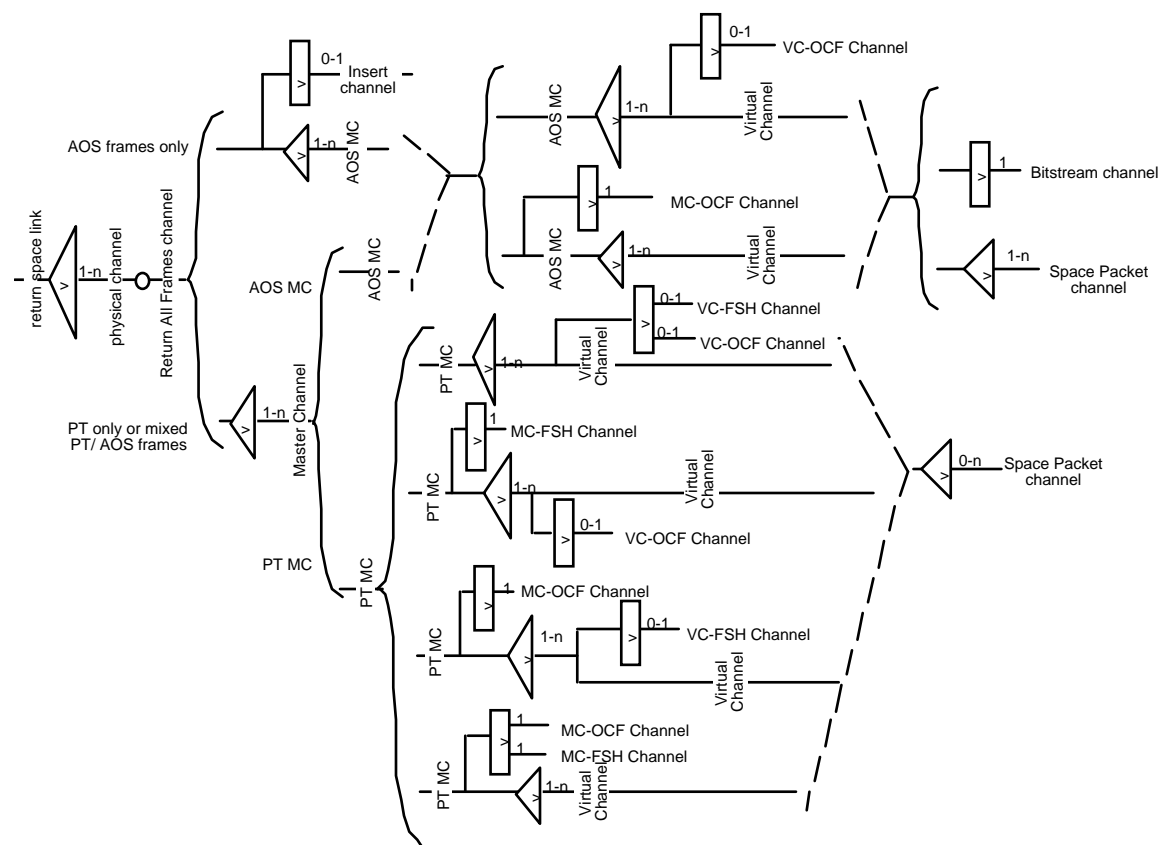 0-1
VC-OCF Channel
0-1
Insert
channel
v
v
AOS MC
1-n
v
Virtual
Channel
AOS frames only
1-n
v
AOS MC
1
v
Bitstream channel
1
v
MC-OCF Channel
return space link
1-n
v
physical channel
Return All Frames channel
AOS MC
AOS MC
AOS MC
1-n
v
Virtual
Channel
1-n
v
Space Packet
channel
0-1
VC-FSH Channel
v
0-1
VC-OCF Channel
PT MC
1-n
v
Virtual
Channel
PT only or mixed
PT/ AOS frames
1-n
v
Master Channel
1
v
MC-FSH Channel
PT MC
1-n
v
Virtual
Channel
0-n
v
Space Packet
channel
0-1
v
VC-OCF Channel
PT MC
PT MC
1
v
MC-OCF Channel
PT MC
1-n
v
0-1
v
VC-FSH Channel
Virtual
Channel
1
v
MC-OCF Channel
1
MC-FSH Channel
PT MC
1-n
v
Virtual
Channel